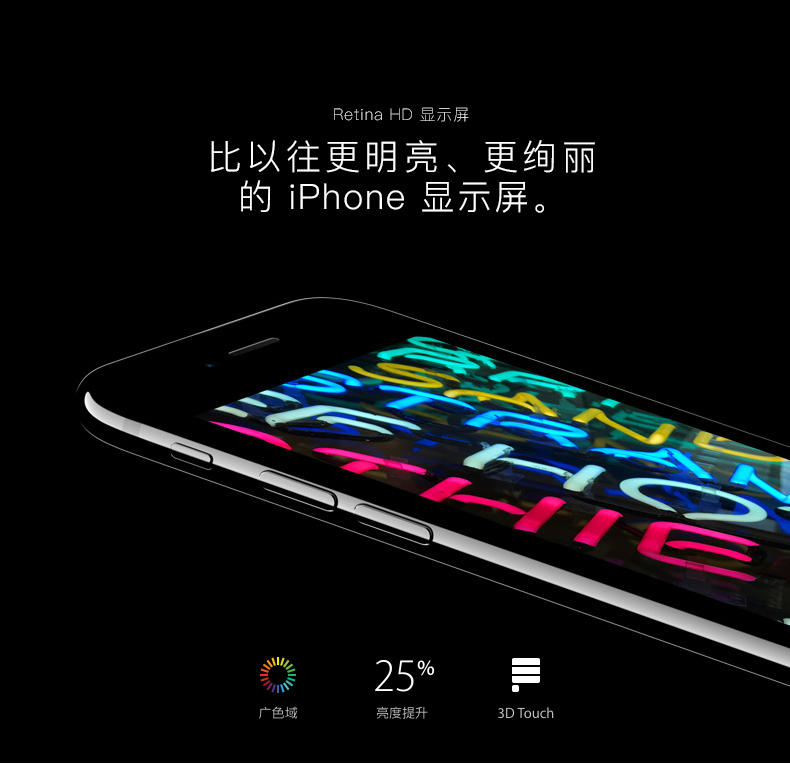 Retina HD 显示屏
比以往更明亮、更绚丽
的 iPhone 显示屏。
25%
广色域
亮度提升
3D Touch